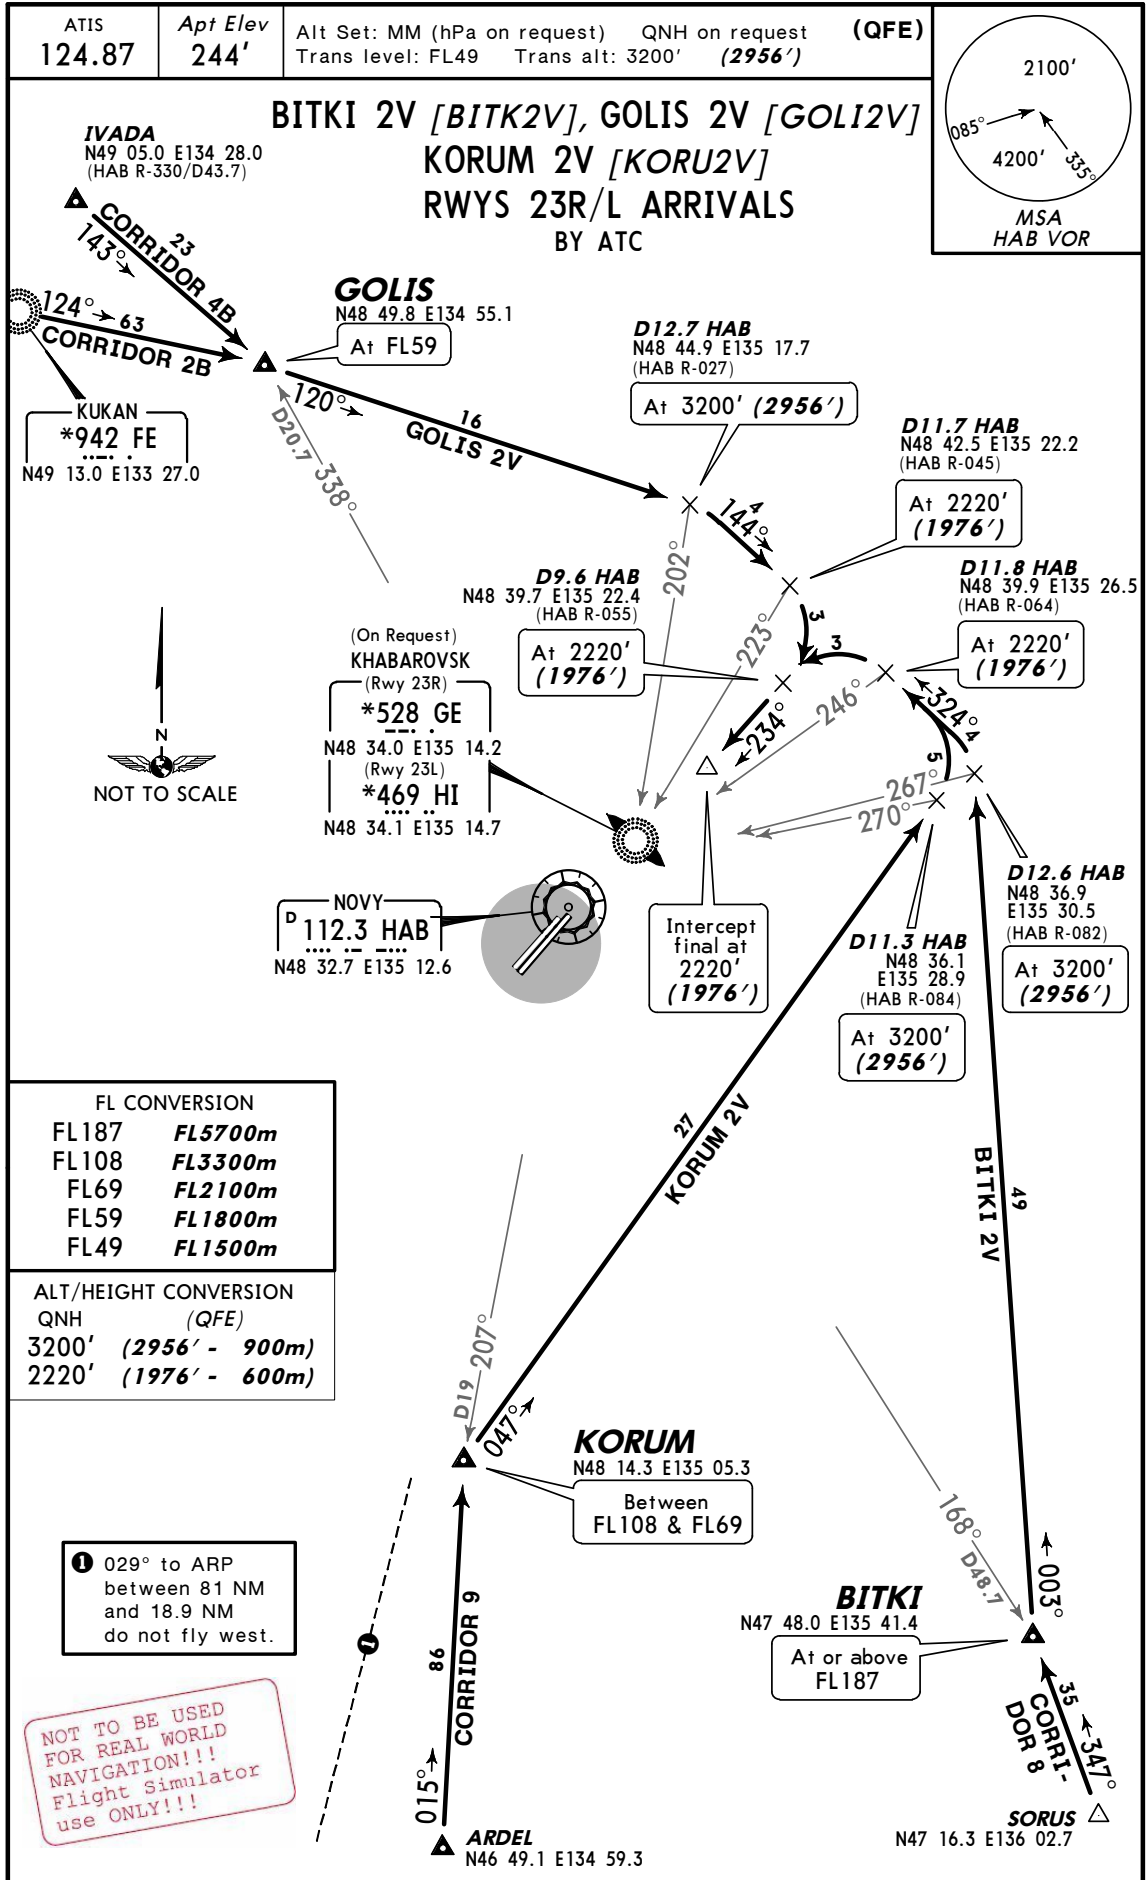 ATIS
124.87
Apt Elev
244'
Alt Set: MM (hPa on request) QNH on request (QFE)
Trans level: FL49 Trans alt: 3200' (2956')
2100'
085°
4200'
335°
MSA
HAB VOR
BITKI 2V [BITK2V], GOLIS 2V [GOLI2V]
KORUM 2V [KORU2V]
RWYS 23R/L ARRIVALS
BY ATC
IVADA
N49 05.0 E134 28.0
(HAB R-330/D43.7)
23
CORRIDOR 4B
143°
124°
63
CORRIDOR 2B
KUKAN
*942 FE
N49 13.0 E133 27.0
GOLIS
N48 49.8 E134 55.1
At FL59
120°
16
GOLIS 2V
D20.7 338°
D12.7 HAB
N48 44.9 E135 17.7
(HAB R-027)
At 3200' (2956')
4
144°
D11.7 HAB
N48 42.5 E135 22.2
(HAB R-045)
At 2220'
(1976')
202°
223°
D9.6 HAB
N48 39.7 E135 22.4
(HAB R-055)
At 2220'
(1976')
3
3
D11.8 HAB
N48 39.9 E135 26.5
(HAB R-064)
At 2220'
(1976')
234°
246°
324°
4
5
267°
270°
(On Request)
KHABAROVSK
(Rwy 23R)
*528 GE
N48 34.0 E135 14.2
(Rwy 23L)
*469 HI
N48 34.1 E135 14.7
N
NOT TO SCALE
NOVY
D 112.3 HAB
N48 32.7 E135 12.6
Intercept
final at
2220'
(1976')
D11.3 HAB
N48 36.1
E135 28.9
(HAB R-084)
At 3200'
(2956')
D12.6 HAB
N48 36.9
E135 30.5
(HAB R-082)
At 3200'
(2956')
FL CONVERSION
FL187 FL5700m
FL108 FL3300m
FL69 FL2100m
FL59 FL1800m
FL49 FL1500m
ALT/HEIGHT CONVERSION
QNH (QFE)
3200' (2956' - 900m)
2220' (1976' - 600m)
27
KORUM 2V
49
BITKI 2V
D19 207°
047°
KORUM
N48 14.3 E135 05.3
Between
FL108 & FL69
168° D48.7
003°
BITKI
N47 48.0 E135 41.4
At or above
FL187
1 029° to ARP
between 81 NM
and 18.9 NM
do not fly west.
1
86
CORRIDOR 9
015°
ARDEL
N46 49.1 E134 59.3
35
CORRI-
DOR 8
347°
SORUS
N47 16.3 E136 02.7
NOT TO BE USED
FOR REAL WORLD
NAVIGATION!!!
Flight Simulator
use ONLY!!!